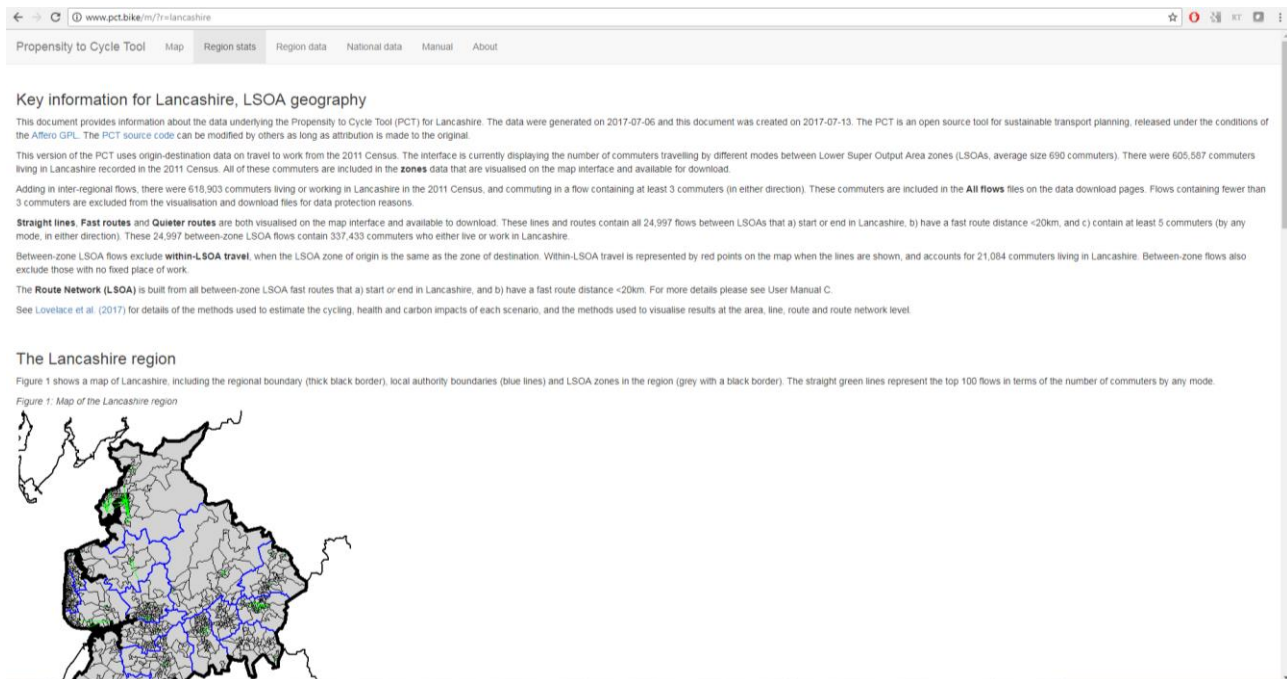 www.pct.bike/m/?r=lancashire
Propensity to Cycle Tool Map Region stats Region data National data Manual About
Key information for Lancashire, LSOA geography
This document provides information about the data underlying the Propensity to Cycle Tool (PCT) for Lancashire. The data were generated on 2017-07-06 and this document was created on 2017-07-13. The PCT is an open source tool for sustainable transport planning, released under the conditions of
the Affero GPL. The PCT source code can be modified by others as long as attribution is made to the original.
This version of the PCT uses origin-destination data on travel to work from the 2011 Census. The interface is currently displaying the number of commuters travelling by different modes between Lower Super Output Area zones (LSOAs, average size 690 commuters). There were 605,587 commuters
living in Lancashire recorded in the 2011 Census. All of these commuters are included in the zones data that are visualised on the map interface and available for download.
Adding in inter-regional flows, there were 618,903 commuters living or working in Lancashire in the 2011 Census, and commuting in a flow containing at least 3 commuters (in either direction). These commuters are included in the All flows files on the data download pages. Flows containing fewer than
3 commuters are excluded from the visualisation and download files for data protection reasons.
Straight lines, Fast routes and Quieter routes are both visualised on the map interface and available to download. These lines and routes contain all 24,997 flows between LSOAs that a) start or end in Lancashire, b) have a fast route distance <20km, and c) contain at least 5 commuters (by any
mode, in either direction). These 24,997 between-zone LSOA flows contain 337,433 commuters who either live or work in Lancashire.
Between-zone LSOA flows exclude within-LSOA travel, when the LSOA zone of origin is the same as the zone of destination. Within-LSOA travel is represented by red points on the map when the lines are shown, and accounts for 21,084 commuters living in Lancashire. Between-zone flows also
exclude those with no fixed place of work.
The Route Network (LSOA) is built from all between-zone LSOA fast routes that a) start or end in Lancashire, and b) have a fast route distance <20km. For more details please see User Manual C.
See Lovelace et al. (2017) for details of the methods used to estimate the cycling, health and carbon impacts of each scenario, and the methods used to visualise results at the area, line, route and route network level.
The Lancashire region
Figure 1 shows a map of Lancashire, including the regional boundary (thick black border), local authority boundaries (blue lines) and LSOA zones in the region (grey with a black border). The straight green lines represent the top 100 flows in terms of the number of commuters by any mode.
Figure 1: Map of the Lancashire region